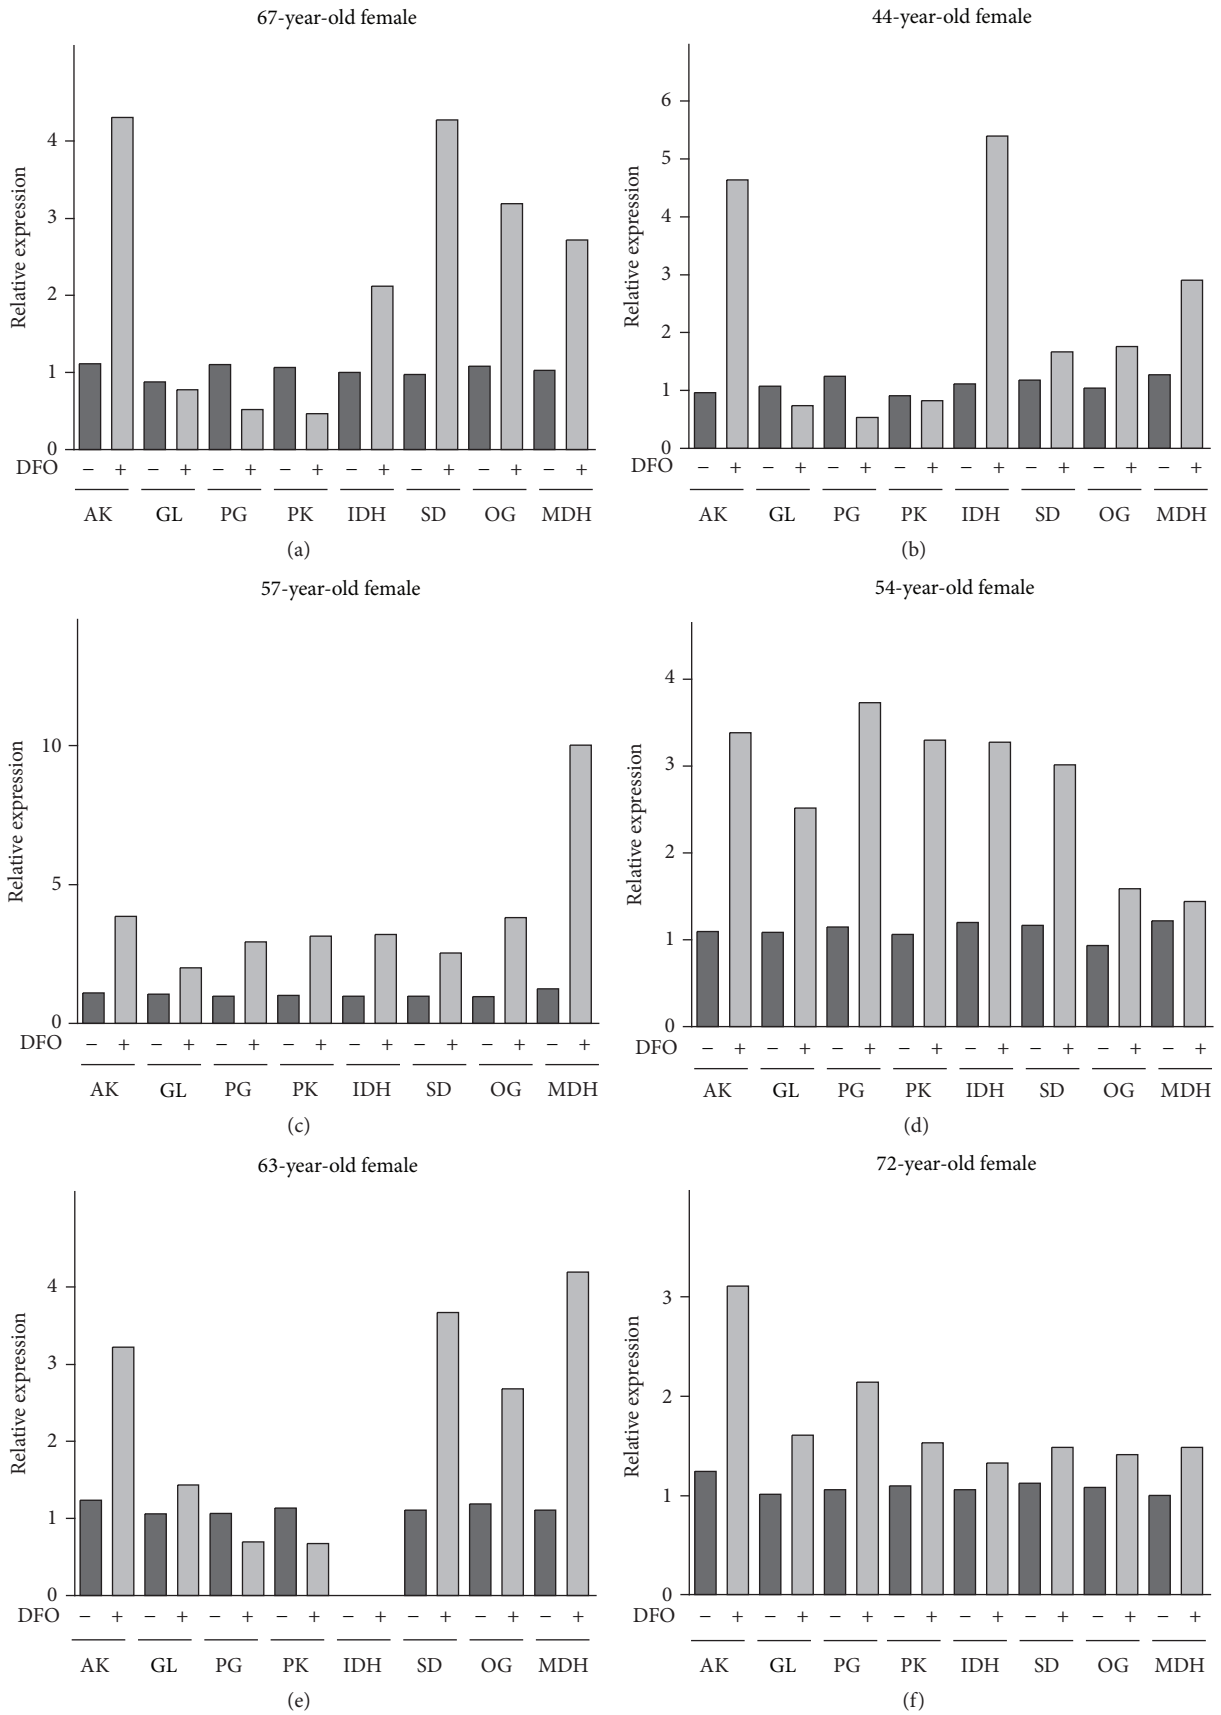 67-year-old female
4
3
2
1
0
Relative expression
DFO − + − + − + − + − + − + − + − +
AK GL PG PK IDH SD OG MDH
(a)
44-year-old female
6
5
4
3
2
1
0
Relative expression
DFO − + − + − + − + − + − + − + − +
AK GL PG PK IDH SD OG MDH
(b)
57-year-old female
10
5
0
Relative expression
DFO − + − + − + − + − + − + − + − +
AK GL PG PK IDH SD OG MDH
(c)
54-year-old female
4
3
2
1
0
Relative expression
DFO − + − + − + − + − + − + − + − +
AK GL PG PK IDH SD OG MDH
(d)
63-year-old female
4
3
2
1
0
Relative expression
DFO − + − + − + − + − + − + − + − +
AK GL PG PK IDH SD OG MDH
(e)
72-year-old female
3
2
1
0
Relative expression
DFO − + − + − + − + − + − + − + − +
AK GL PG PK IDH SD OG MDH
(f)